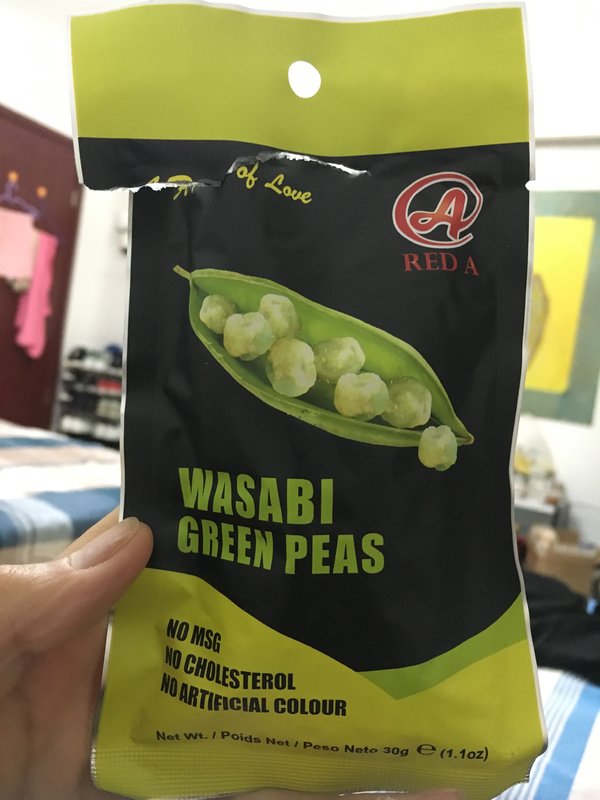 of Love
A
RED A
WASABI
GREEN PEAS
NO MSG
NO CHOLESTEROL
NO ARTIFICIAL COLOUR
Net Wt. / Poids Net / Peso Neto 30g ℮ (1.1oz)